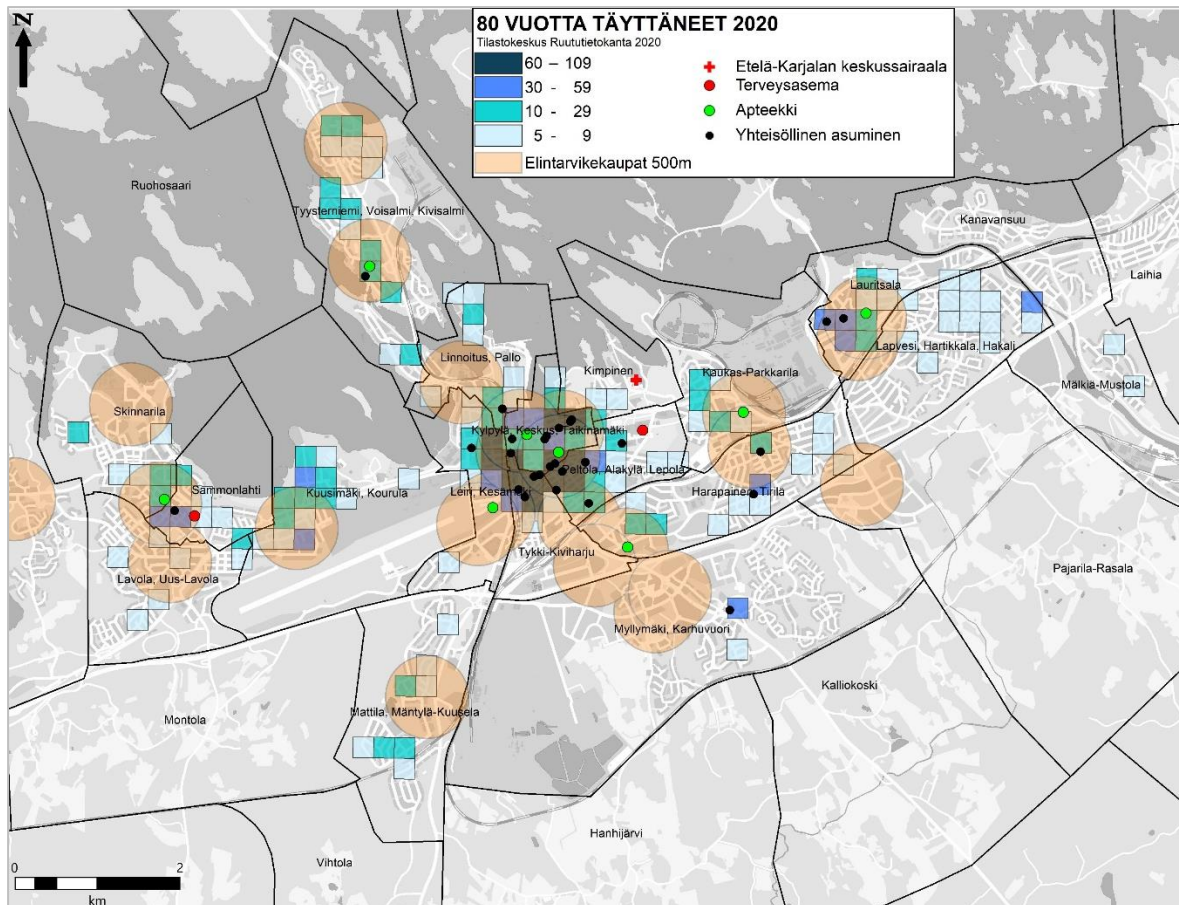 N
80 VUOTTA TÄYTTÄNEET 2020
Tilastokeskus Ruututietokanta 2020
60 – 109
30 - 59
10 - 29
5 - 9
Elintarvikekaupat 500m
Etelä-Karjalan keskussairaala
Terveysasema
Apteekki
Yhteisöllinen asuminen
Ruohosaari
Tyysterniemi, Voisalmi, Kivisalmi
Kanavansuu
Laihia
Lauritsala
Lapvesi, Hartikkala, Hakali
Linnoitus, Pallo
Kimpinen
Kaukas-Parkkarila
Mälkiä-Mustola
Skinnarila
Kylpylä, Keskus, Taikinamäki
Peltola, Alakylä, Lepola
Sammonlahti
Kuusimäki, Kourula
Leiri, Kesämäki
Harapainen, Tirilä
Tykki-Kiviharju
Lavola, Uus-Lavola
Pajarila-Rasala
Myllymäki, Karhuvuori
Kalliokoski
Montola
Mattila, Mäntylä-Kuusela
Hanhijärvi
Vihtola
0 2
km